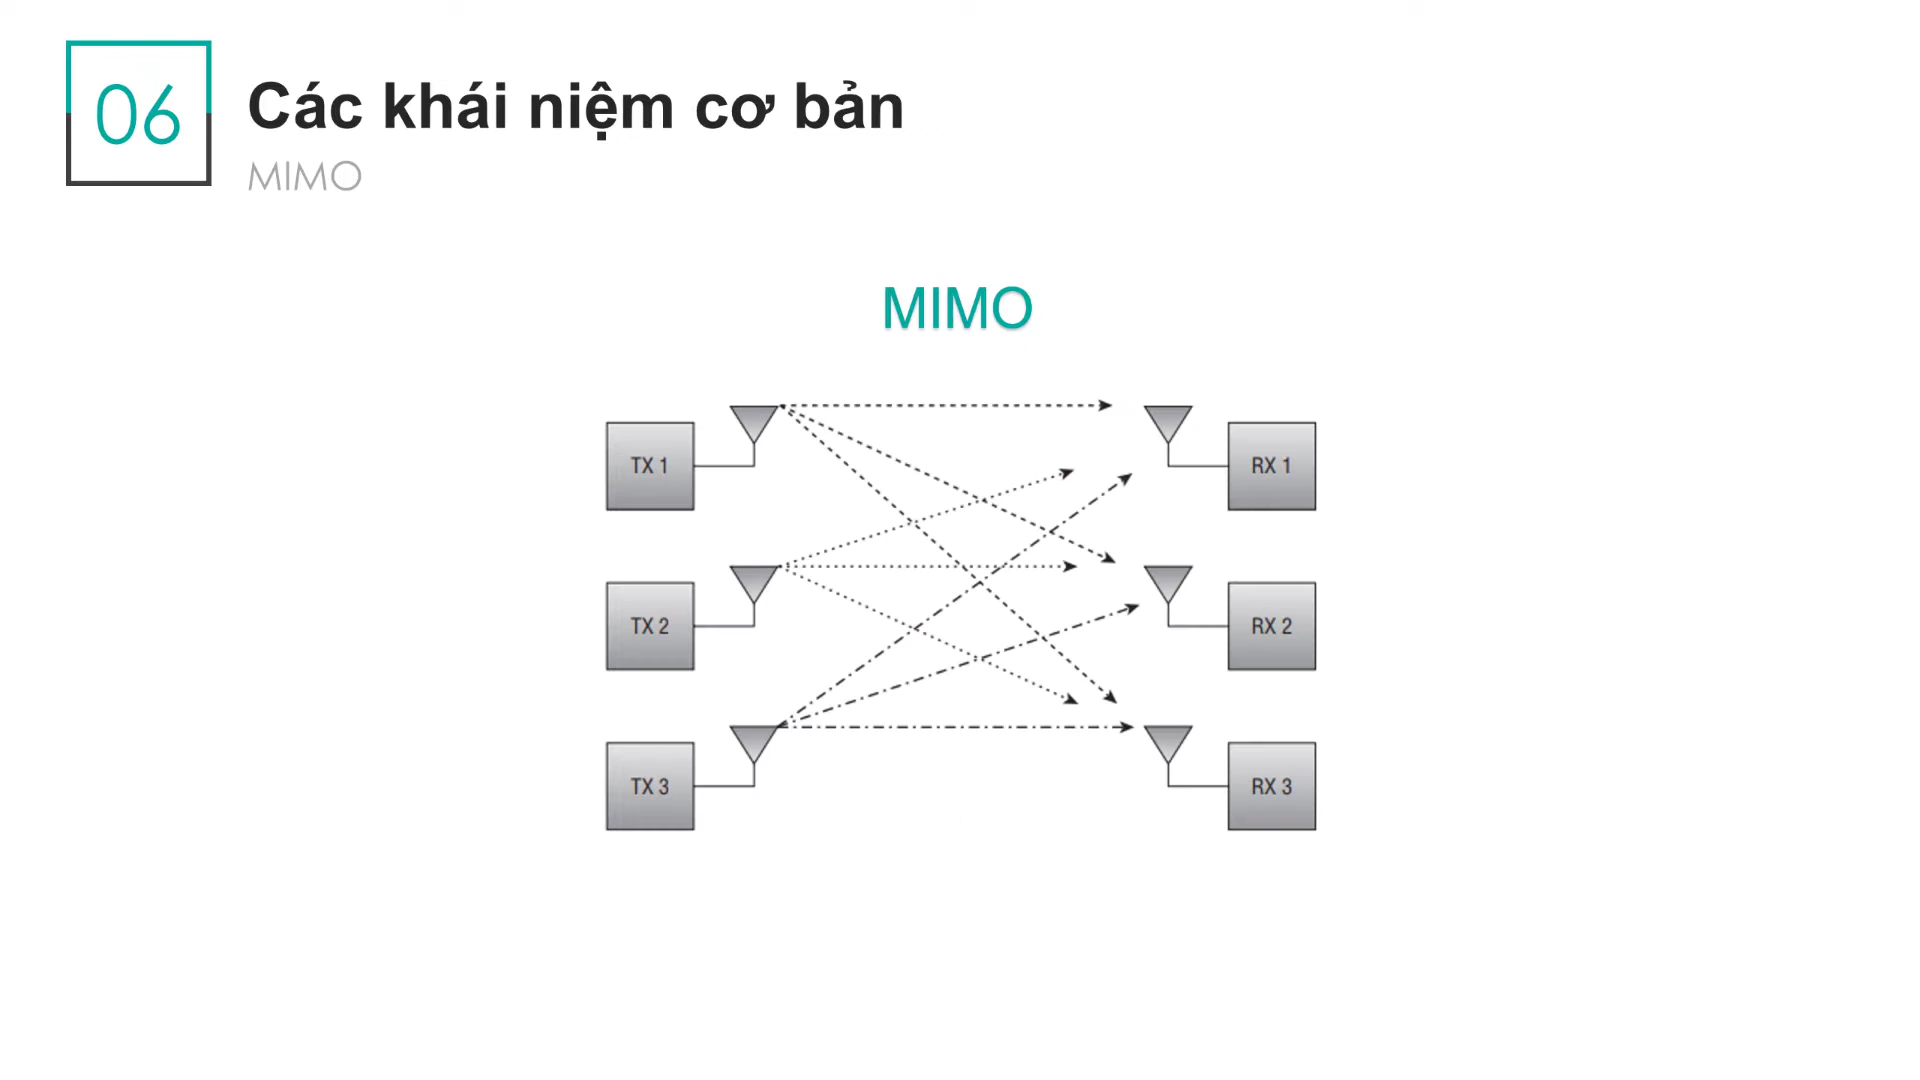 06
Các khái niệm cơ bản
MIMO
MIMO
TX 1
RX 1
TX 2
RX 2
TX 3
RX 3